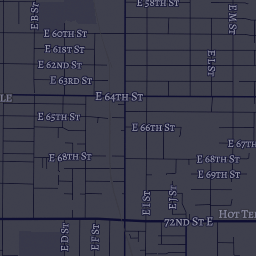 E 58th St
E B St
E M St
E 60th St
E 61st St
E 62nd St
E L St
E 63rd St
E 64th St
LE
E 65th St
E 66th St
E 67th
E 68th St
E 68th St
E 69th St
E I St
E J St
Hot Te
72nd St E
E D St
E F St